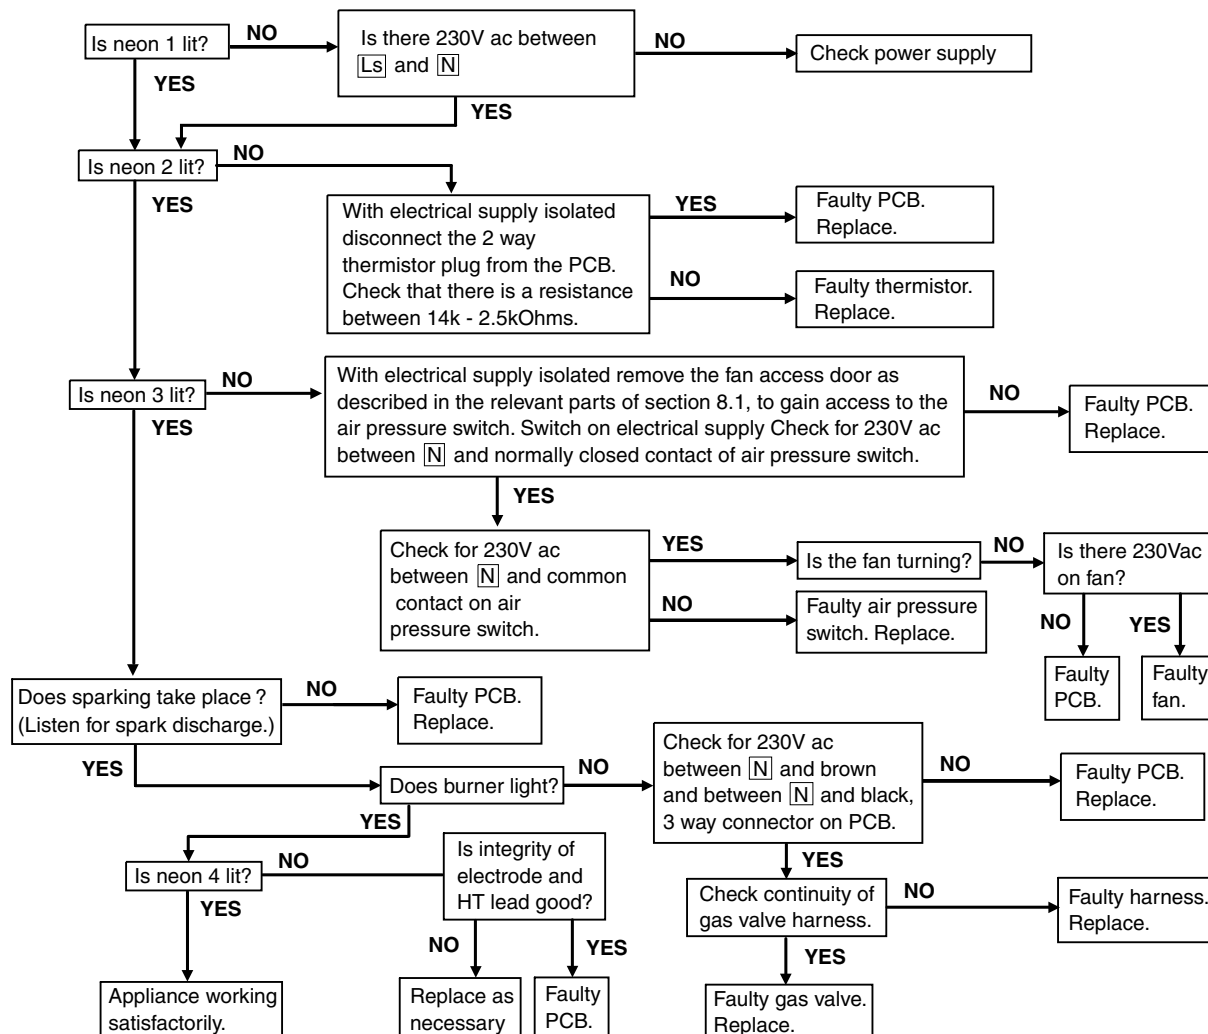 Is neon 1 lit?
NO
Is there 230V ac between
Ls and N
NO
Check power supply
YES
YES
Is neon 2 lit?
NO
YES
With electrical supply isolated
disconnect the 2 way
thermistor plug from the PCB.
Check that there is a resistance
between 14k - 2.5kOhms.
YES
Faulty PCB.
Replace.
NO
Faulty thermistor.
Replace.
Is neon 3 lit?
NO
YES
With electrical supply isolated remove the fan access door as
described in the relevant parts of section 8.1, to gain access to the
air pressure switch. Switch on electrical supply Check for 230V ac
between N and normally closed contact of air pressure switch.
NO
Faulty PCB.
Replace.
YES
Check for 230V ac
between N and common
contact on air
pressure switch.
YES
Is the fan turning?
NO
Is there 230Vac
on fan?
NO
Faulty air pressure
switch. Replace.
NO
YES
Faulty
PCB.
Faulty
fan.
Does sparking take place ?
(Listen for spark discharge.)
NO
Faulty PCB.
Replace.
YES
Does burner light?
NO
Check for 230V ac
between N and brown
and between N and black,
3 way connector on PCB.
NO
Faulty PCB.
Replace.
YES
YES
Is neon 4 lit?
NO
Is integrity of
electrode and
HT lead good?
Check continuity of
gas valve harness.
NO
Faulty harness.
Replace.
YES
NO
YES
YES
Appliance working
satisfactorily.
Replace as
necessary
Faulty
PCB.
Faulty gas valve.
Replace.